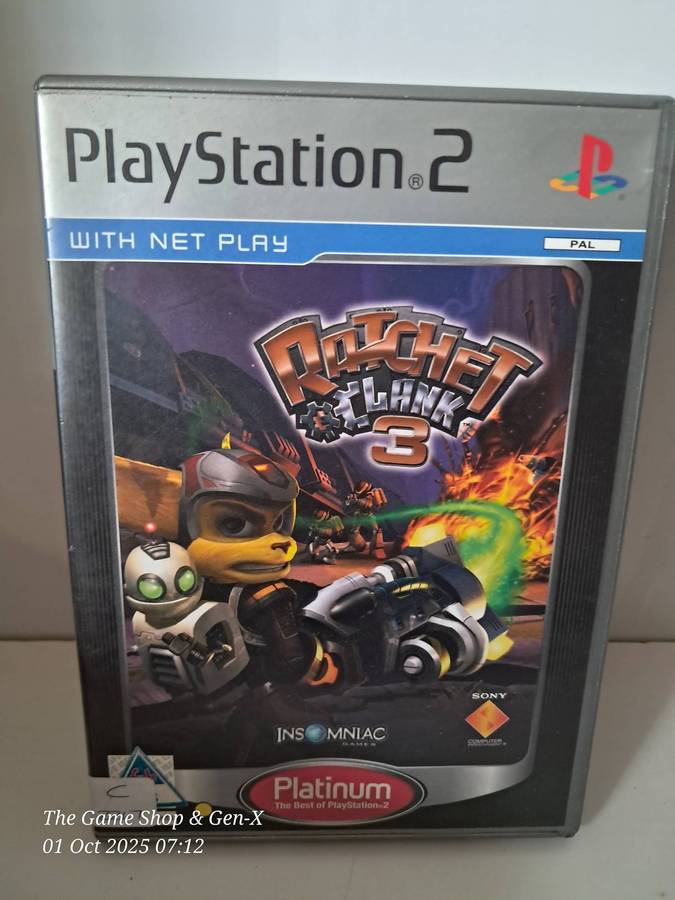 PlayStation®2
WITH NET PLAY
PAL
RATCHET
CLANK
3
SONY
COMPUTER
INSOMNIAC
GAMES
Platinum
The Best of PlayStation®2
C
The Game Shop & Gen-X
01 Oct 2025 07:12